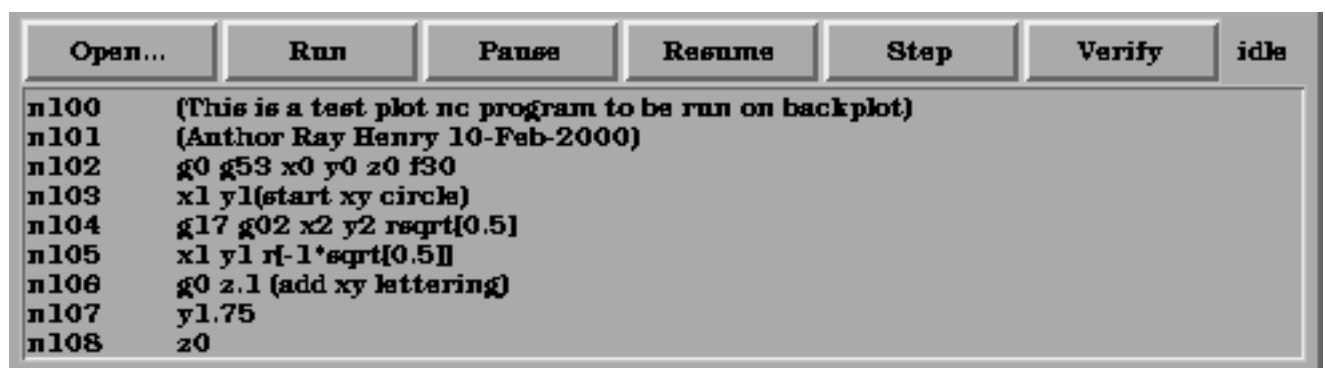 Open... Run Pause Resume Step Verify idle
n100 (This is a test plot nc program to be run on backplot)
n101 (Author Ray Henry 10-Feb-2000)
n102 g0 g53 x0 y0 z0 f30
n103 x1 y1(start xy circle)
n104 g17 g02 x2 y2 rsqrt[0.5]
n105 x1 y1 r[-1*sqrt[0.5]]
n106 g0 z.1 (add xy lettering)
n107 y1.75
n108 z0